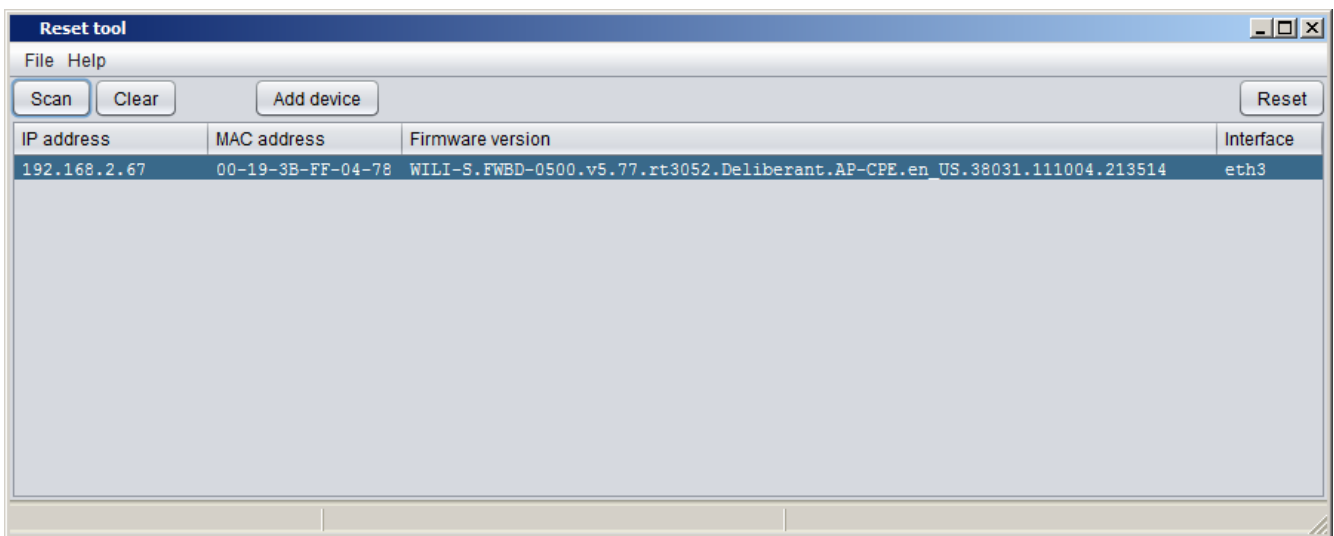 Reset tool
File Help
Scan Clear Add device Reset
IP address MAC address Firmware version Interface
192.168.2.67 00-19-3B-FF-04-78 WILI-S.FWBD-0500.v5.77.rt3052.Deliberant.AP-CPE.en_US.38031.111004.213514 eth3